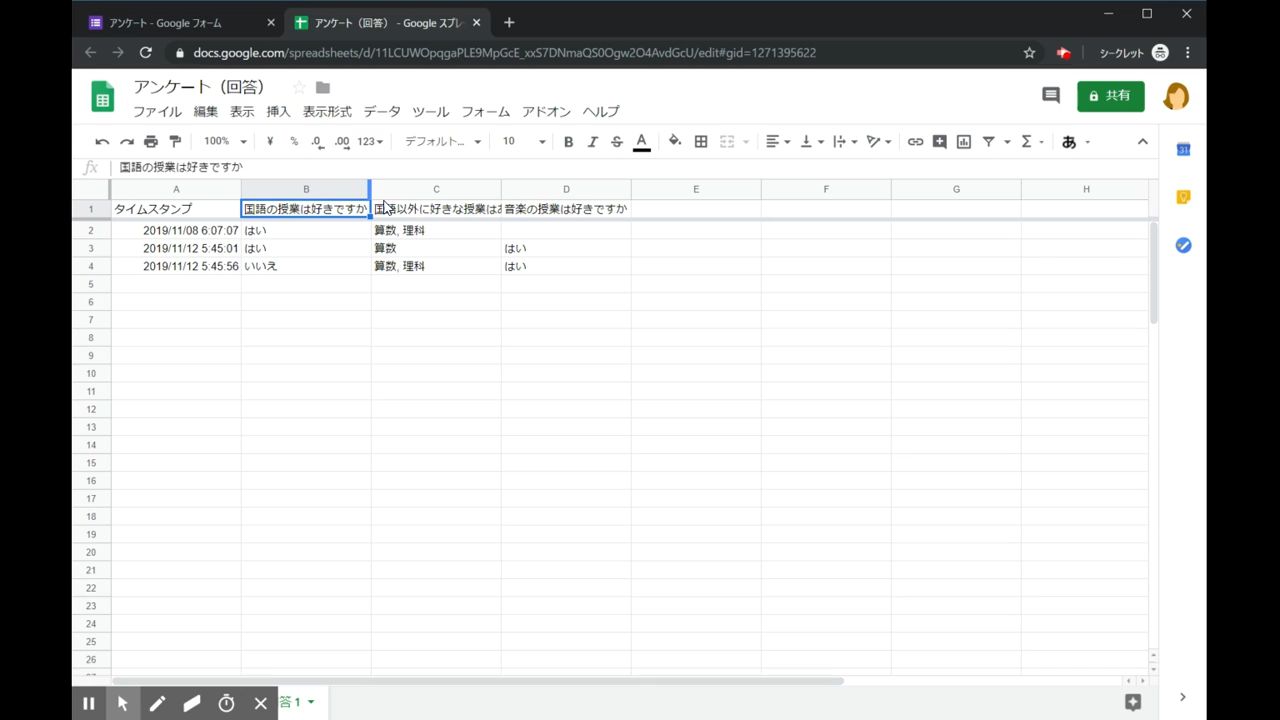 アンケート - Google フォーム
アンケート（回答） - Google スプレ
docs.google.com/spreadsheets/d/11LCUWOpqgaPLE9MpGcE_xxS7DNmaQS0Ogw2O4AvdGcU/edit#gid=1271395622
シークレット
アンケート（回答）
ファイル 編集 表示 挿入 表示形式 データ ツール フォーム アドオン ヘルプ
共有
100% ¥ % .0 .00 123 デフォルト... 10 B I S A Σ あ
31
fx 国語の授業は好きですか
A B C D E F G H
1 タイムスタンプ 国語の授業は好きですか 国語以外に好きな授業はあ 音楽の授業は好きですか
2 2019/11/08 6:07:07 はい 算数, 理科
3 2019/11/12 5:45:01 はい 算数 はい
4 2019/11/12 5:45:56 いいえ 算数, 理科 はい
5
6
7
8
9
10
11
12
13
14
15
16
17
18
19
20
21
22
23
24
25
26
答 1